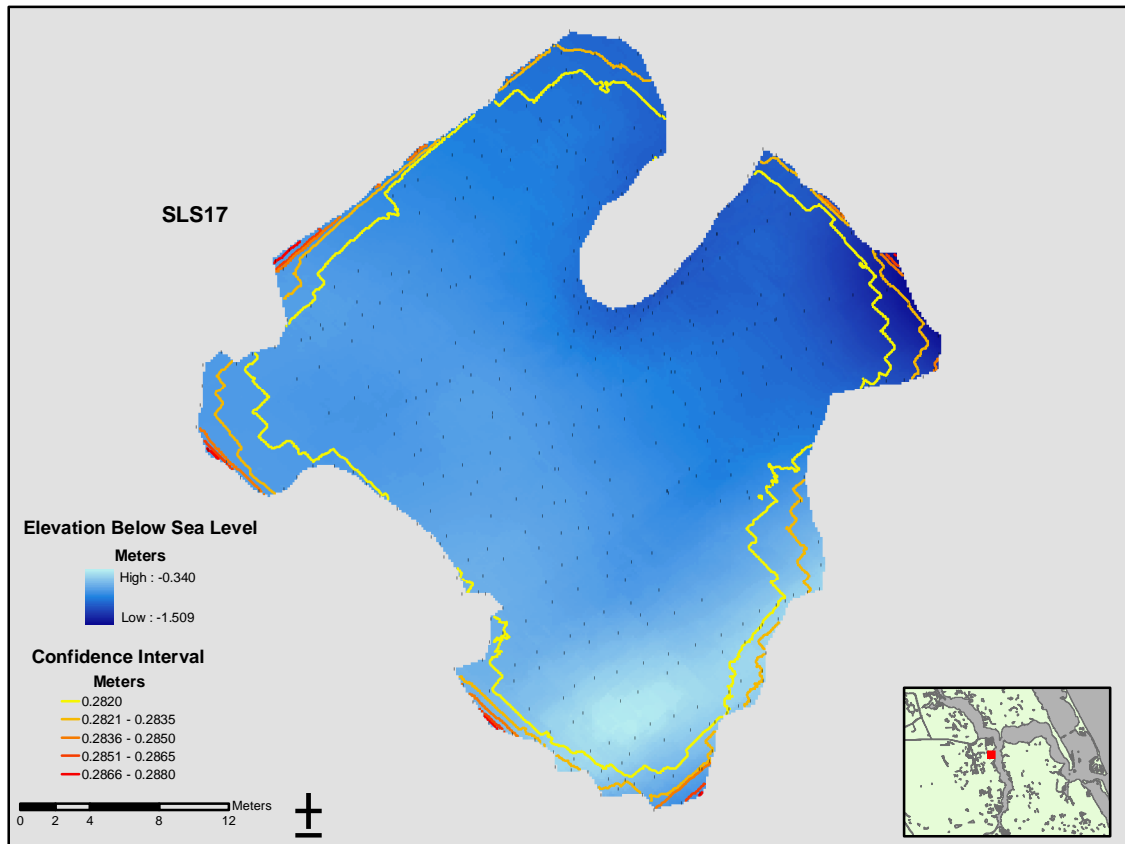 SLS17
Elevation Below Sea Level
Meters
High : -0.340
Low : -1.509
Confidence Interval
Meters
0.2820
0.2821 - 0.2835
0.2836 - 0.2850
0.2851 - 0.2865
0.2866 - 0.2880
Meters
0 2 4 8 12